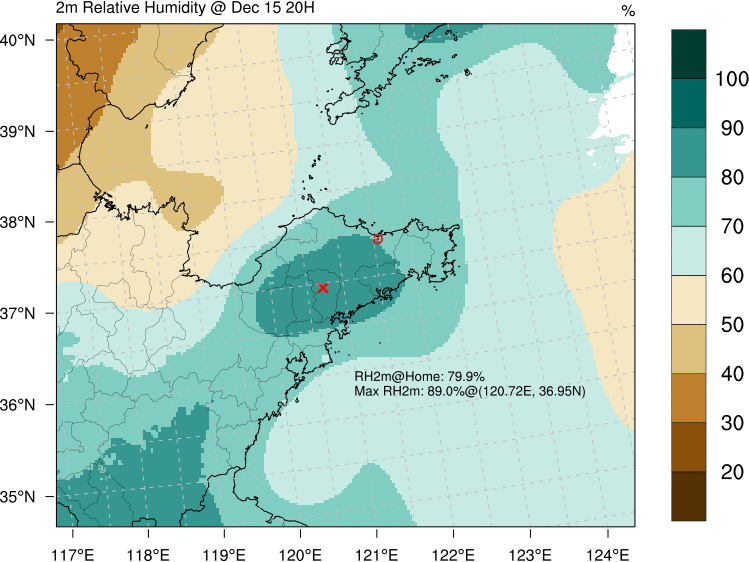 2m Relative Humidity @ Dec 15 20H
%
40°N
39°N
38°N
37°N
36°N
35°N
RH2m@Home: 79.9%
Max RH2m: 89.0%@(120.72E, 36.95N)
117°E 118°E 119°E 120°E 121°E 122°E 123°E 124°E
100
90
80
70
60
50
40
30
20